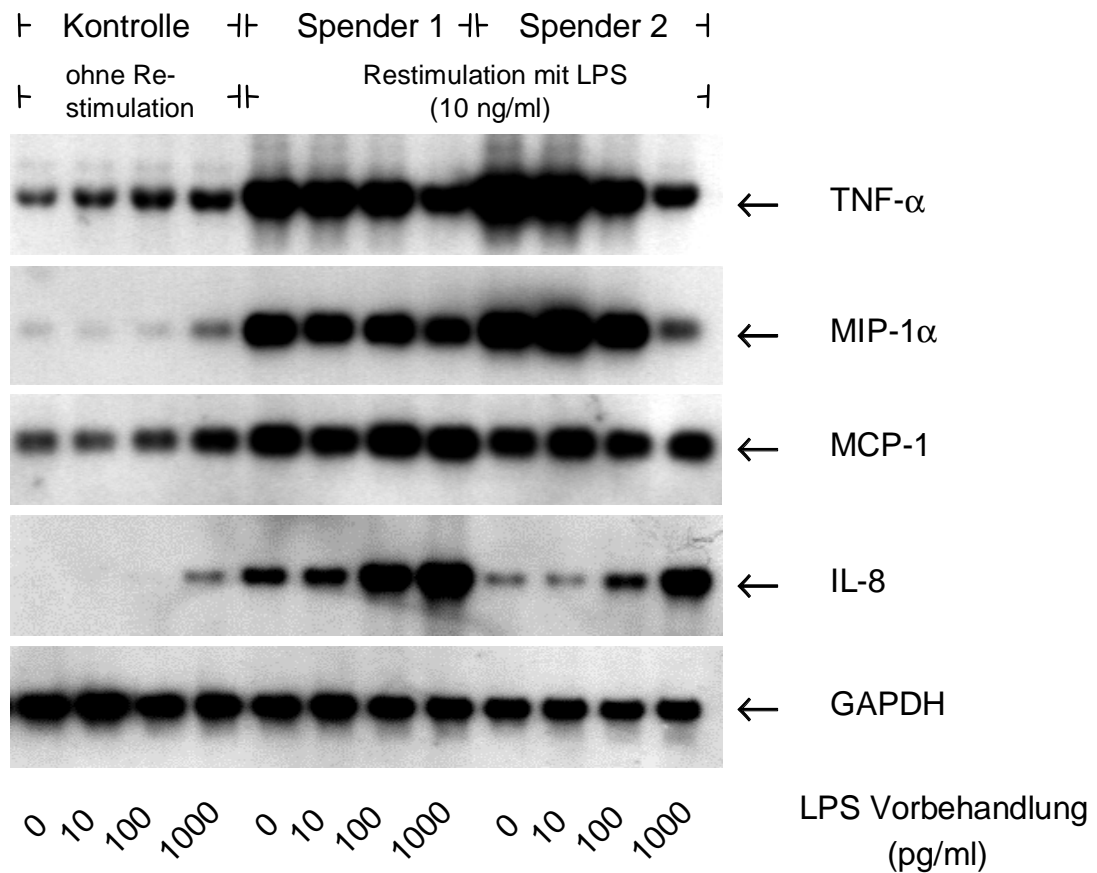 Kontrolle Spender 1 Spender 2
ohne Re-
stimulation
Restimulation mit LPS
(10 ng/ml)
TNF-α
MIP-1α
MCP-1
IL-8
GAPDH
0 10 100 1000 0 10 100 1000 0 10 100 1000
LPS Vorbehandlung
(pg/ml)